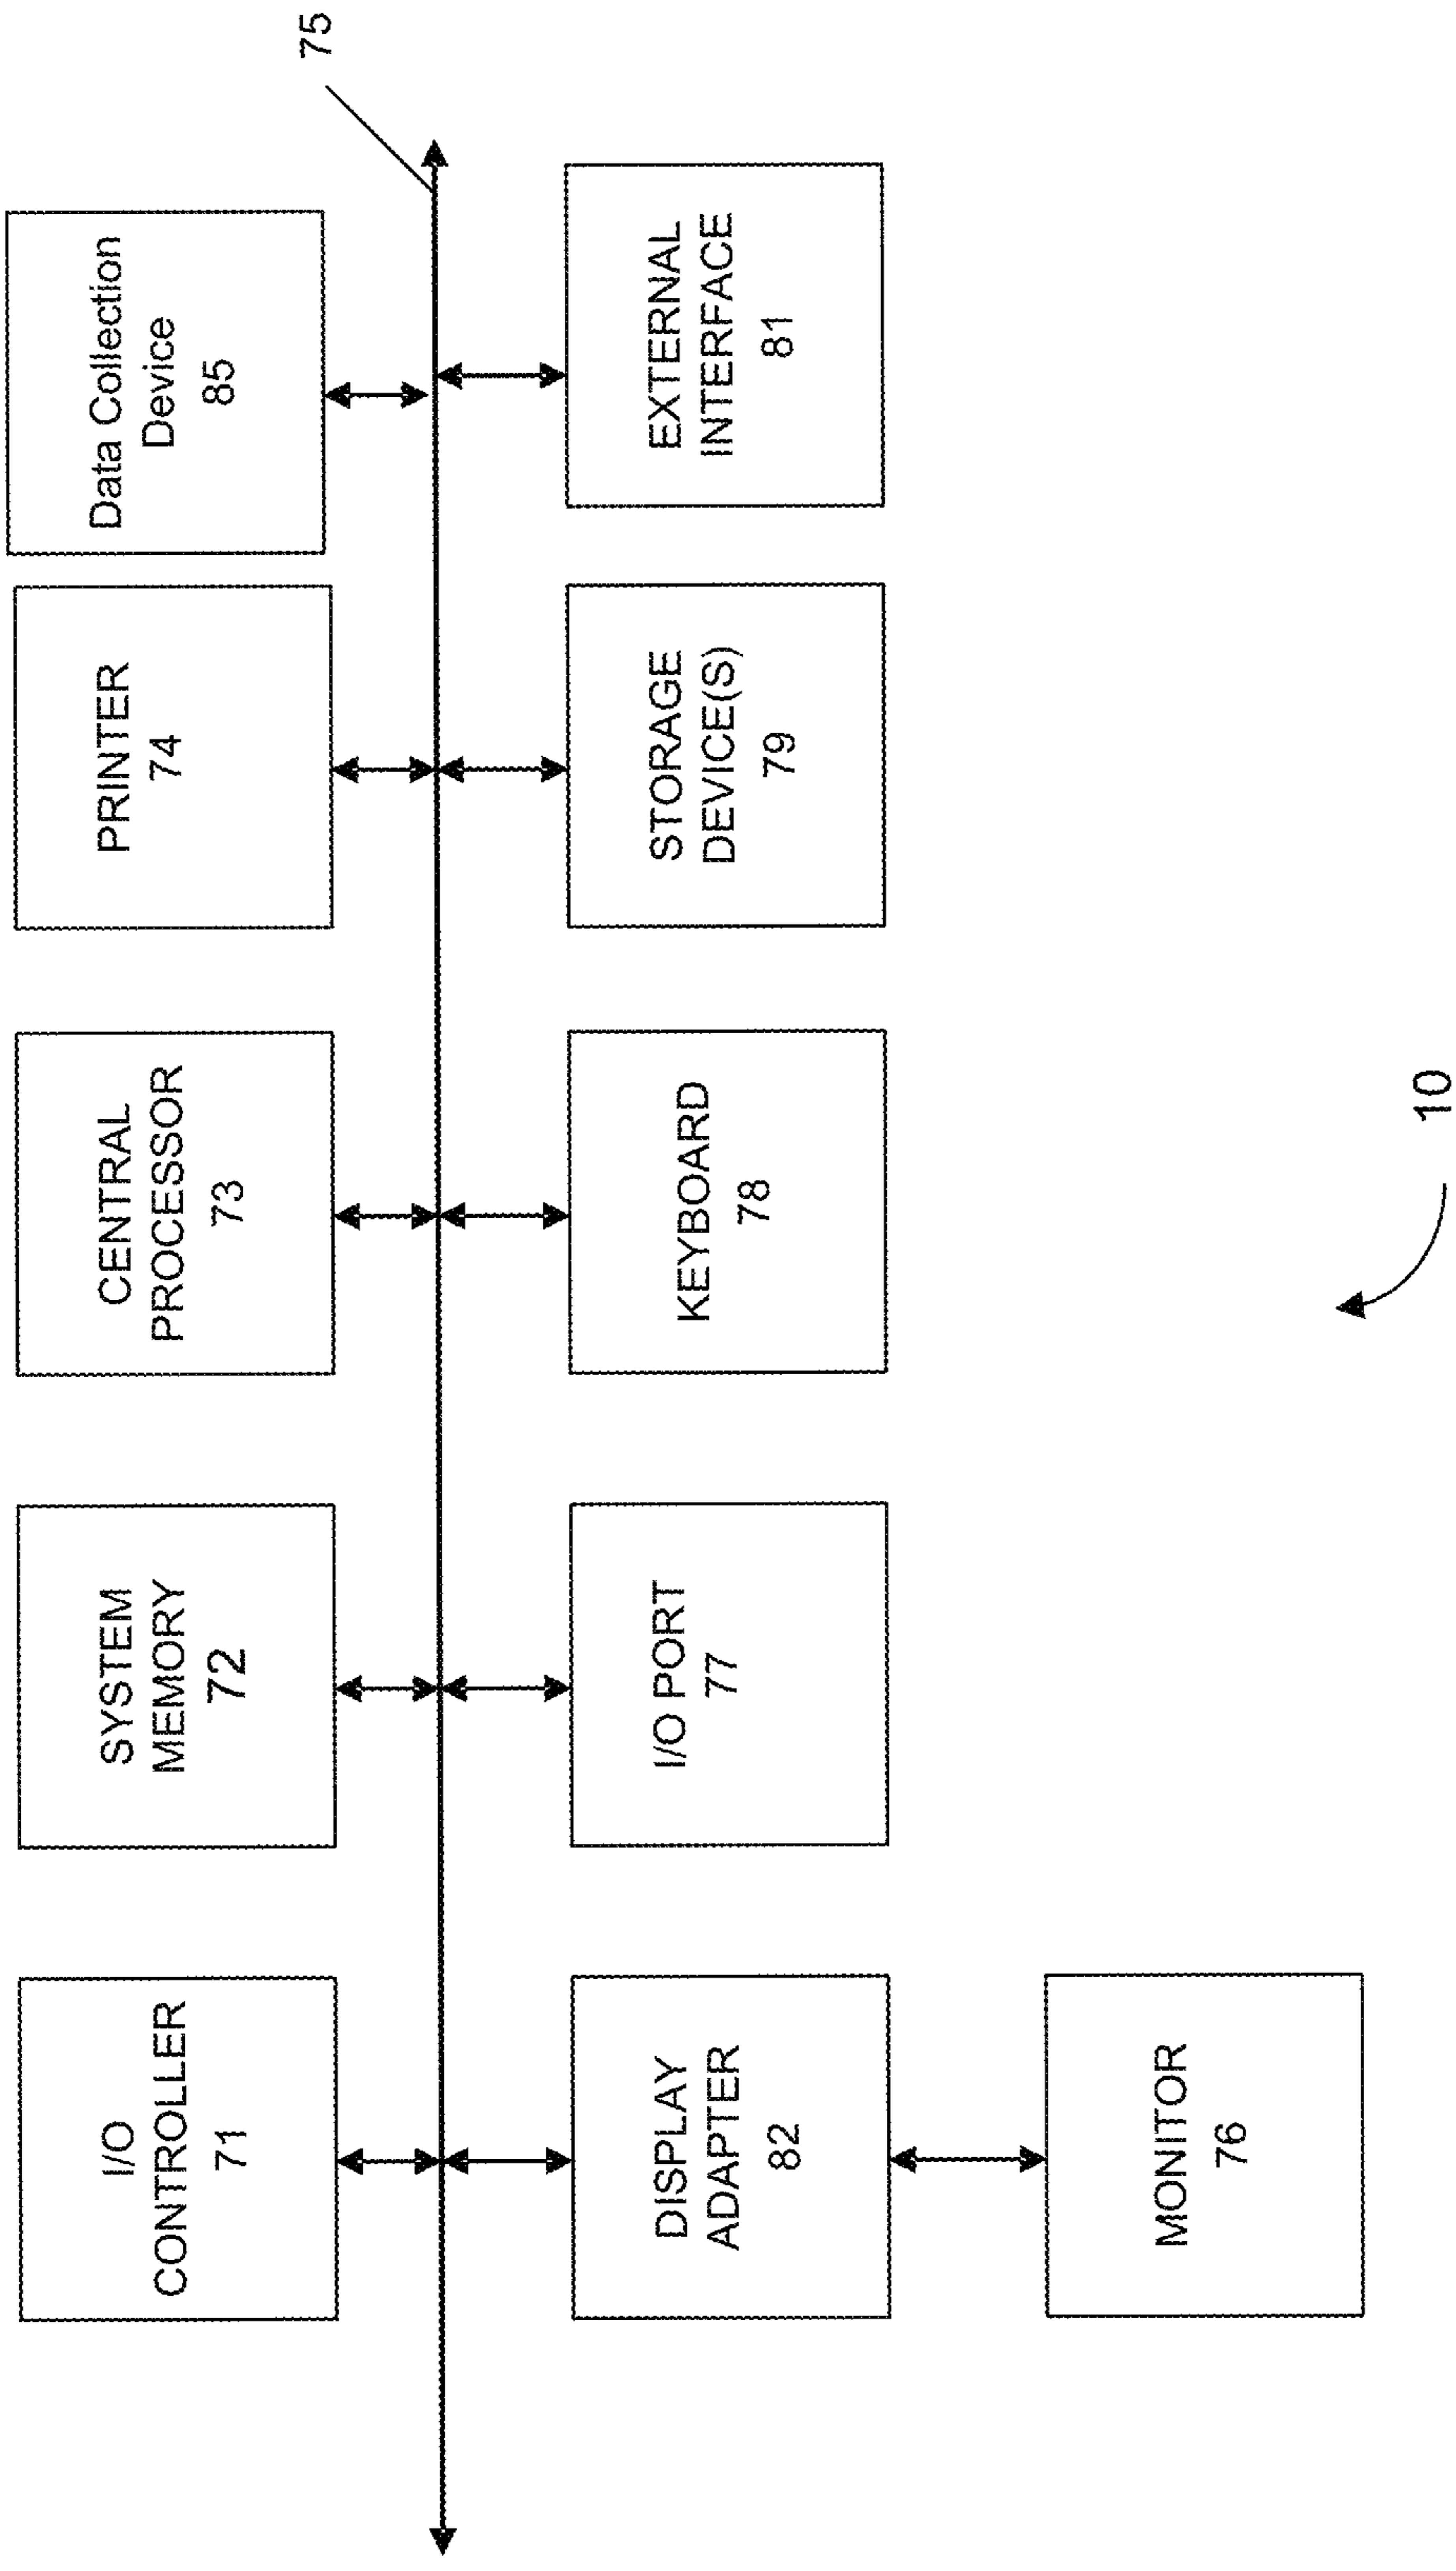 I/O
CONTROLLER
71
SYSTEM
MEMORY
72
CENTRAL
PROCESSOR
73
PRINTER
74
Data Collection
Device
85
75
DISPLAY
ADAPTER
82
I/O PORT
77
KEYBOARD
78
STORAGE
DEVICE(S)
79
EXTERNAL
INTERFACE
81
MONITOR
76
10